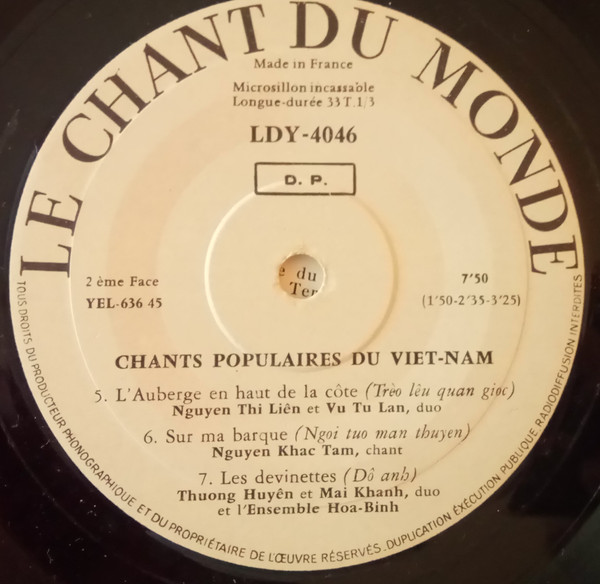 LE CHANT DU MONDE
Made in France
Microsillon incassable
Longue-durée 33 T.1/3
LDY-4046
D. P.
2 ème Face
YEL-636 45
7'50
(1'50-2'35-3'25)
e du
Ter
CHANTS POPULAIRES DU VIET-NAM
5. L'Auberge en haut de la côte (Trèo lêu quan gioc)
Nguyen Thi Liên et Vu Tu Lan, duo
6. Sur ma barque (Ngoi tuo man thuyen)
Nguyen Khac Tam, chant
7. Les devinettes (Dô anh)
Thuong Huyên et Mai Khanh, duo
et l'Ensemble Hoa-Binh
TOUS DROITS DU PRODUCTEUR PHONOGRAPHIQUE ET DU PROPRIÉTAIRE DE L'ŒUVRE RÉSERVÉS. DUPLICATION EXÉCUTION PUBLIQUE RADIODIFFUSION INTERDITES